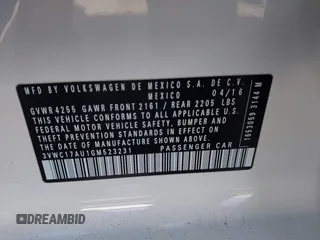 MFD BY VOLKSWAGEN DE MEXICO S.A. DE C.V.
MEXICO 04/16
GVWR 4255 GAWR FRONT 2161 / REAR 2205 LBS
THIS VEHICLE CONFORMS TO ALL APPLICABLE U.S.
FEDERAL MOTOR VEHICLE SAFETY, BUMPER, AND
THEFT PREVENTION STANDARDS IN EFFECT ON THE
DATE OF MANUFACTURE SHOWN ABOVE.
3VWC17AU1GM523231 PASSENGER CAR
DREAMBID